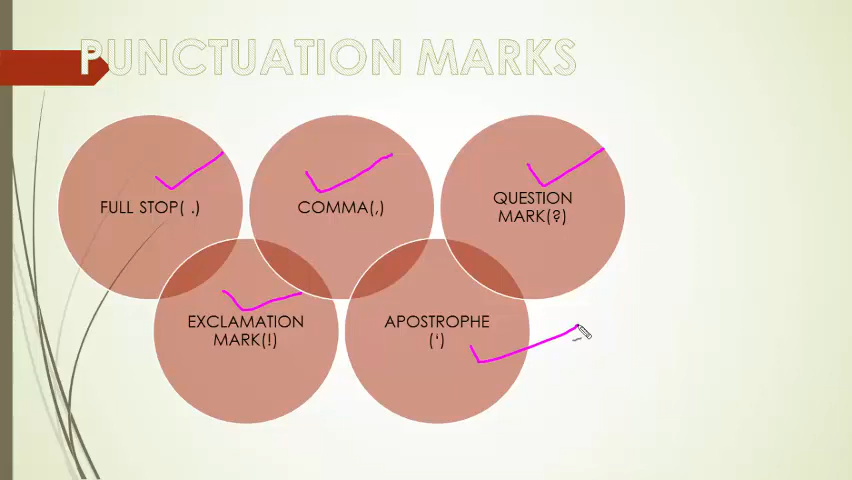 PUNCTUATION MARKS
FULL STOP( .)
COMMA(,)
QUESTION
MARK(?)
EXCLAMATION
MARK(!)
APOSTROPHE
(‘)